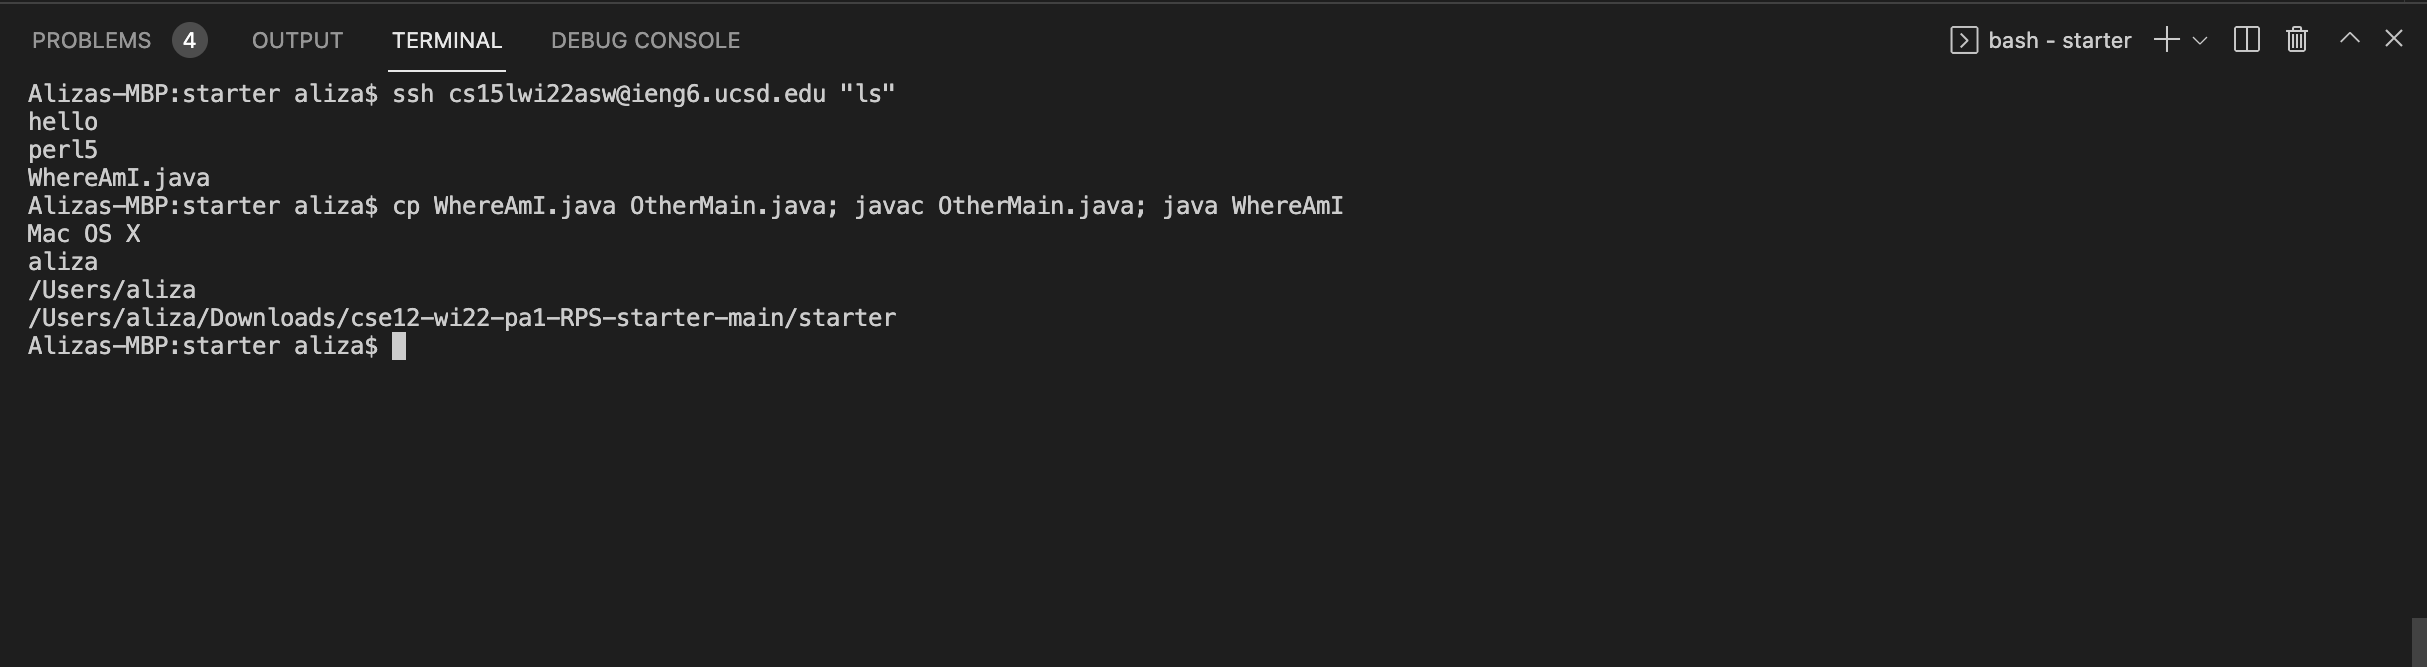 PROBLEMS 4 OUTPUT TERMINAL DEBUG CONSOLE bash - starter
Alizas-MBP:starter aliza$ ssh cs15lwi22asw@ieng6.ucsd.edu "ls"
hello
perl5
WhereAmI.java
Alizas-MBP:starter aliza$ cp WhereAmI.java OtherMain.java; javac OtherMain.java; java WhereAmI
Mac OS X
aliza
/Users/aliza
/Users/aliza/Downloads/cse12-wi22-pa1-RPS-starter-main/starter
Alizas-MBP:starter aliza$